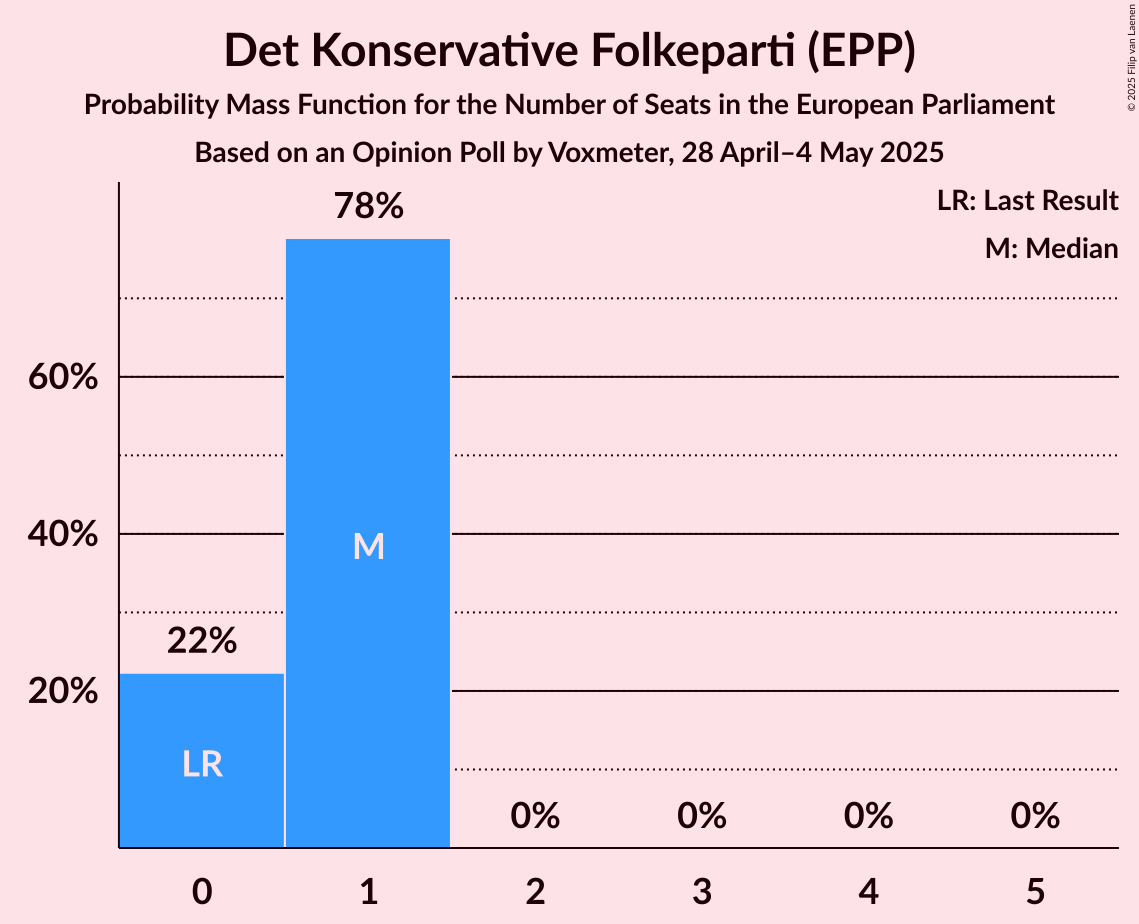 Det Konservative Folkeparti (EPP)
Probability Mass Function for the Number of Seats in the European Parliament
Based on an Opinion Poll by Voxmeter, 28 April–4 May 2025
© 2025 Filip van Laenen
LR: Last Result
M: Median
78%
60%
40%
M
22%
20%
LR
0% 0% 0% 0%
0 1 2 3 4 5